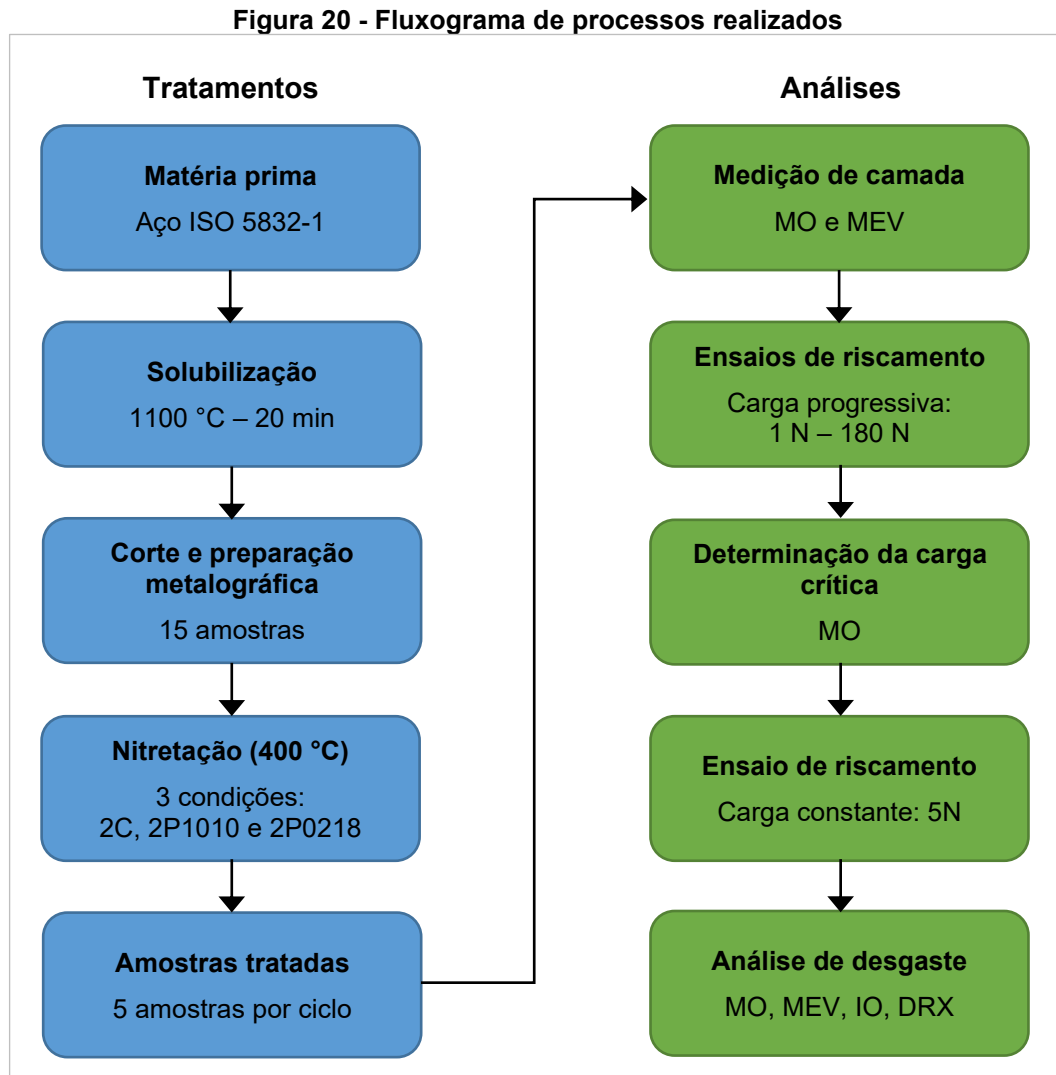 Figura 20 - Fluxograma de processos realizados
Tratamentos
Matéria prima
Aço ISO 5832-1
Solubilização
1100 °C – 20 min
Corte e preparação
metalográfica
15 amostras
Nitretação (400 °C)
3 condições:
2C, 2P1010 e 2P0218
Amostras tratadas
5 amostras por ciclo
Análises
Medição de camada
MO e MEV
Ensaios de riscamento
Carga progressiva:
1 N – 180 N
Determinação da carga
crítica
MO
Ensaio de riscamento
Carga constante: 5N
Análise de desgaste
MO, MEV, IO, DRX